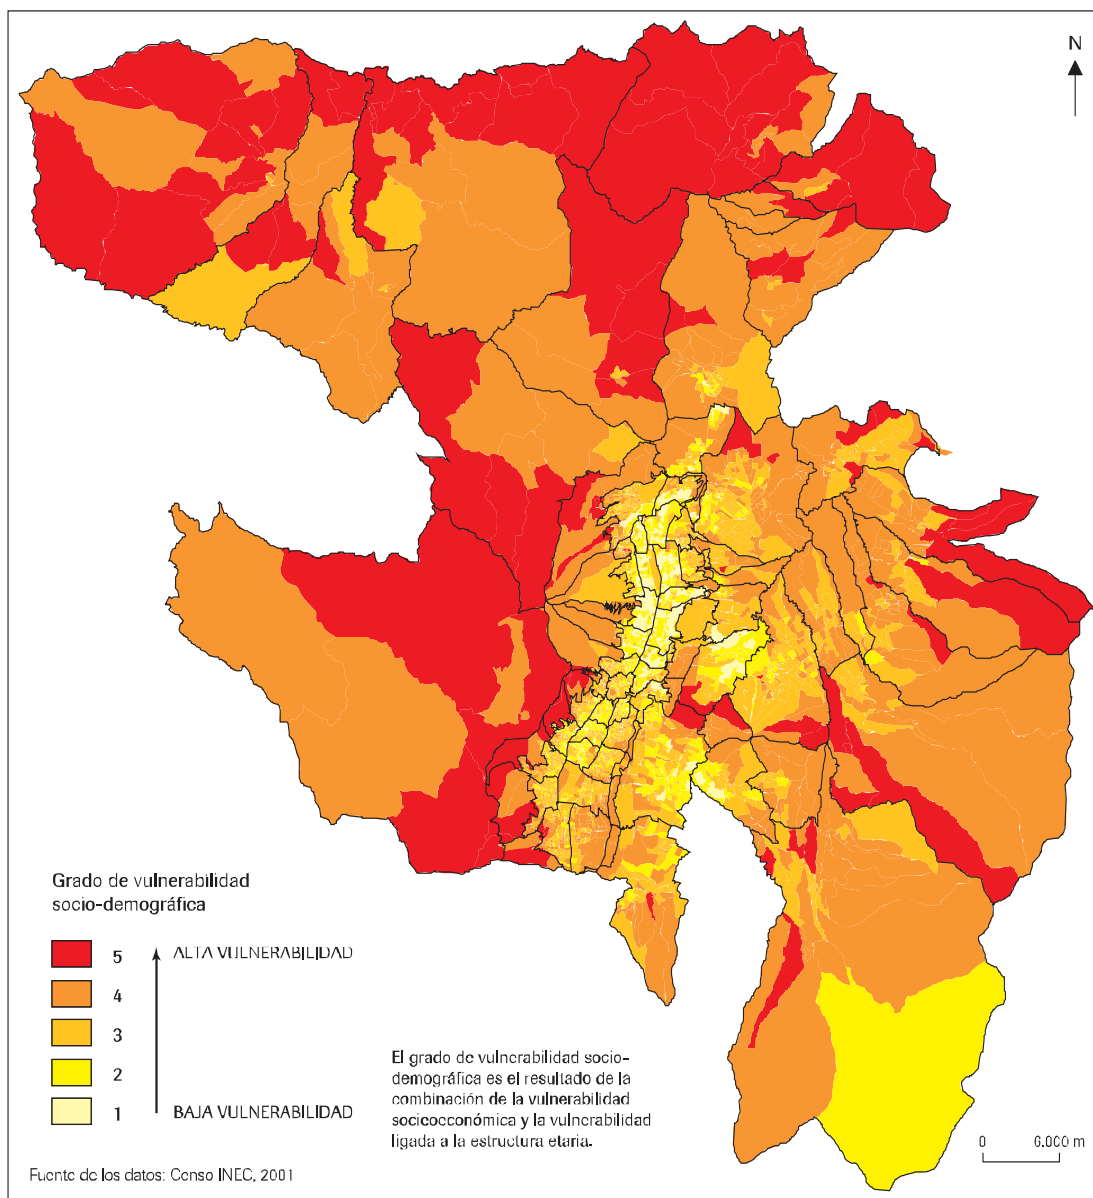 N
Grado de vulnerabilidad
socio-demográfica
5 ALTA VULNERABILIDAD
4
3
2
1 BAJA VULNERABILIDAD
El grado de vulnerabilidad socio-
demográfica es el resultado de la
combinación de la vulnerabilidad
socioeconómica y la vulnerabilidad
ligada a la estructura etaria.
0 6.000 m
Fuente de los datos: Censo INEC, 2001